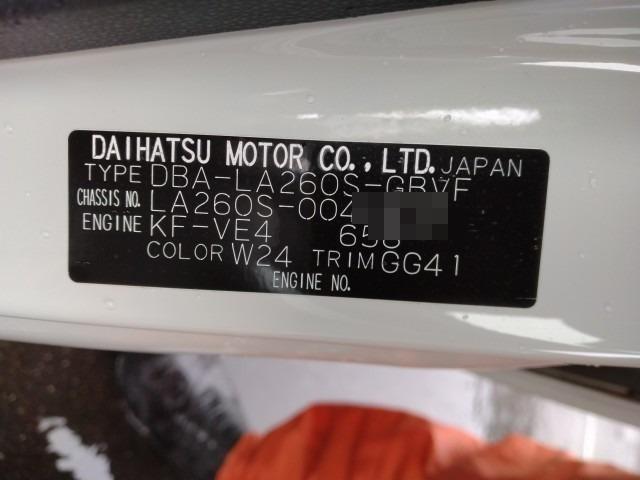 DAIHATSU MOTOR CO., LTD. JAPAN
TYPE DBA-LA260S-GBVF
CHASSIS NO. LA260S-004
ENGINE KF-VE4 658
COLOR W24 TRIM GG41
ENGINE NO.